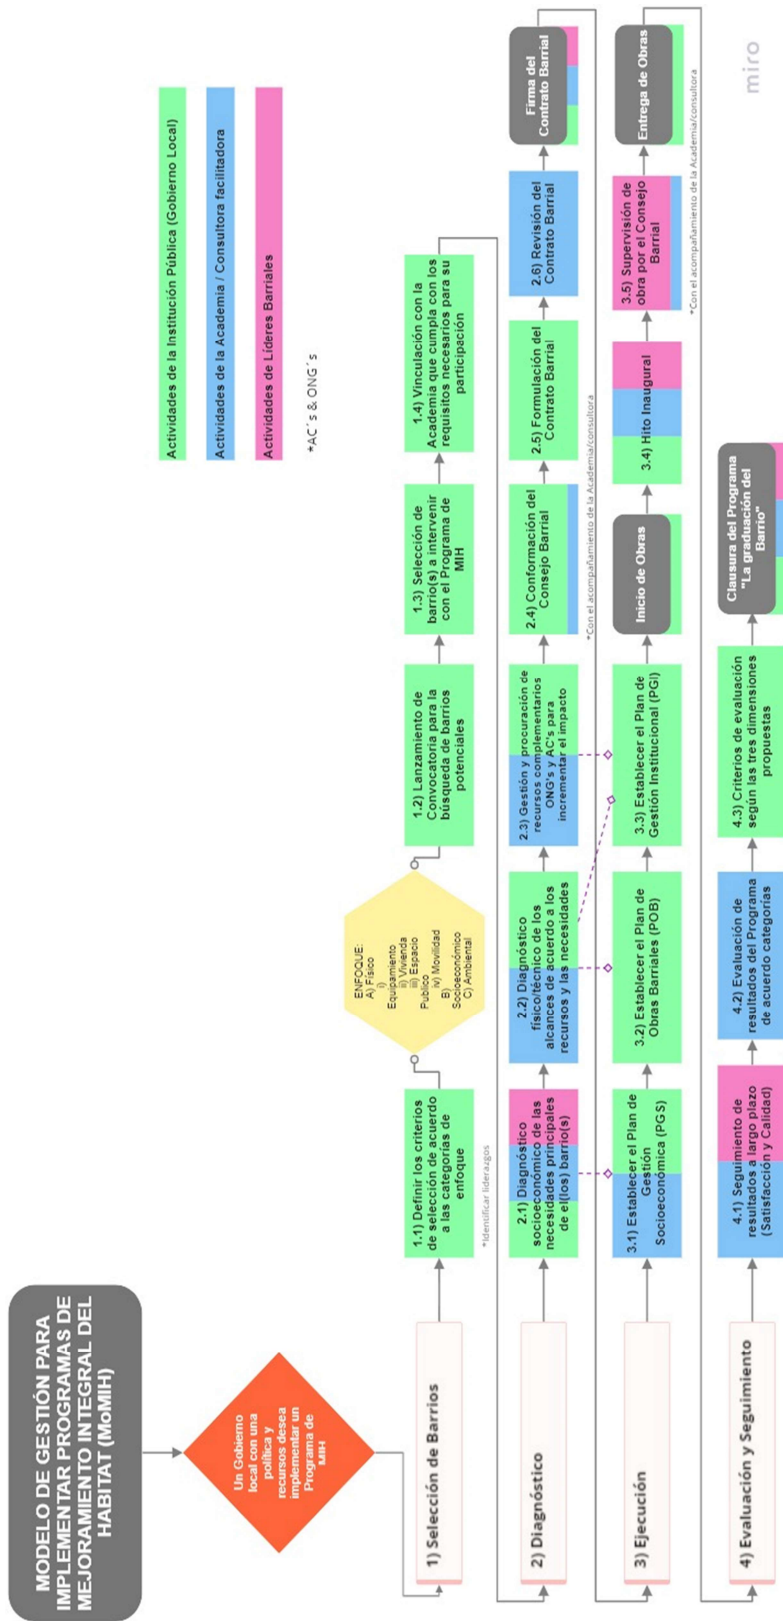 MODELO DE GESTIÓN PARA
IMPLEMENTAR PROGRAMAS DE
MEJORAMIENTO INTEGRAL DEL
HABITAT (MoMIH)
Un Gobierno
local con una
política y
recursos desea
implementar un
Programa de
MIH
Actividades de la Institución Pública (Gobierno Local)
Actividades de la Academia / Consultora facilitadora
Actividades de Líderes Barriales
*AC´s & ONG´s
1) Selección de Barrios
1.1) Definir los criterios
de selección de acuerdo
a las categorías de
enfoque
*Identificar liderazgos
ENFOQUE:
A) Físico
i)
Equipamiento
ii) Vivienda
iii) Espacio
Publico
iv) Movilidad
B)
Socioeconómico
C) Ambiental
1.2) Lanzamiento de
Convocatoria para la
búsqueda de barrios
potenciales
1.3) Selección de
barrio(s) a intervenir
con el Programa de
MIH
1.4) Vinculación con la
Academia que cumpla con los
requisitos necesarios para su
participación
2) Diagnóstico
2.1) Diagnóstico
socioeconómico de las
necesidades principales
de el(los) barrio(s)
2.2) Diagnóstico
físico/técnico de los
alcances de acuerdo a los
recursos y las necesidades
2.3) Gestión y procuración de
recursos complementarios
ONG's y AC's para
incrementar el impacto
2.4) Conformación del
Consejo Barrial
*Con el acompañamiento de la Academia/consultora
2.5) Formulación del
Contrato Barrial
2.6) Revisión del
Contrato Barrial
Firma del
Contrato Barrial
3) Ejecución
3.1) Establecer el Plan de
Gestión
Socioeconómica (PGS)
3.2) Establecer el Plan de
Obras Barriales (POB)
3.3) Establecer el Plan de
Gestión Institucional (PGI)
Inicio de Obras
3.4) Hito Inaugural
3.5) Supervisión de
obra por el Consejo
Barrial
*Con el acompañamiento de la Academia/consultora
Entrega de Obras
4) Evaluación y Seguimiento
4.1) Seguimiento de
resultados a largo plazo
(Satisfacción y Calidad)
4.2) Evaluación de
resultados del Programa
de acuerdo categorías
4.3) Criterios de evaluación
según las tres dimensiones
propuestas
Clausura del Programa
"La graduación del
Barrio"
miro